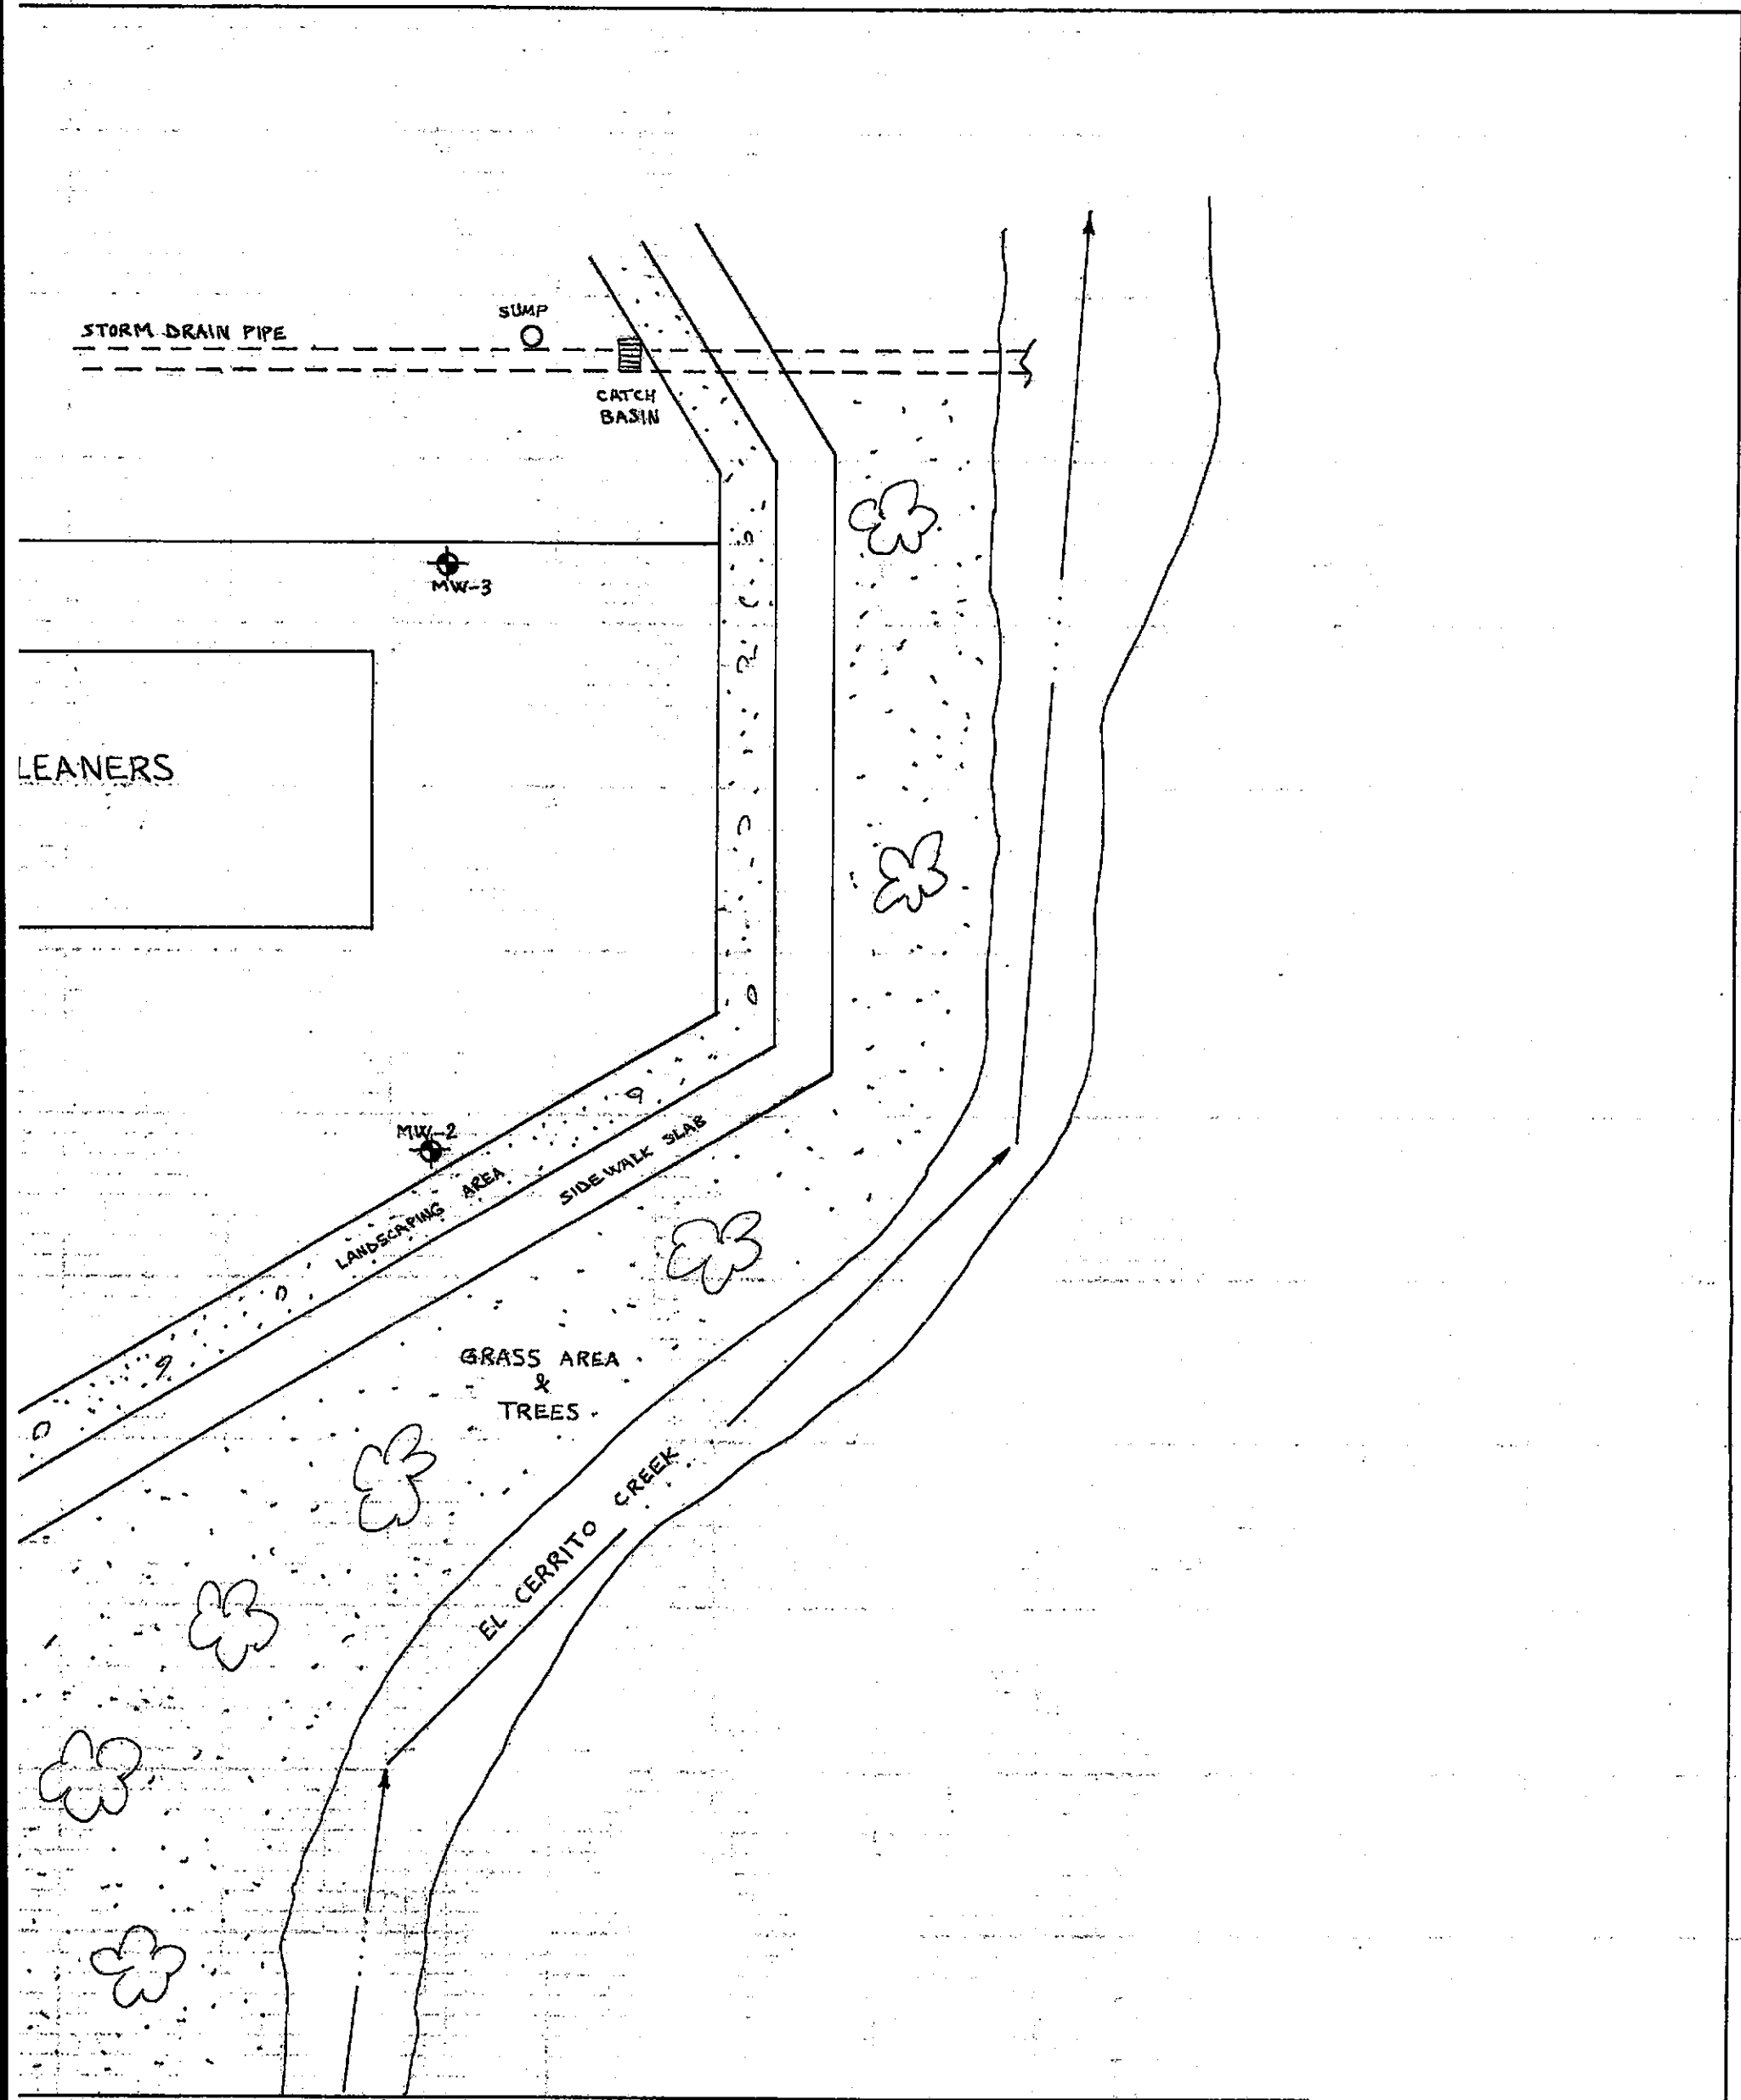 SUMP
STORM DRAIN PIPE
CATCH
BASIN
MW-3
LEANERS
MW-2
LANDSCAPING AREA
SIDEWALK SLAB
GRASS AREA
&
TREES
EL CERRITO CREEK